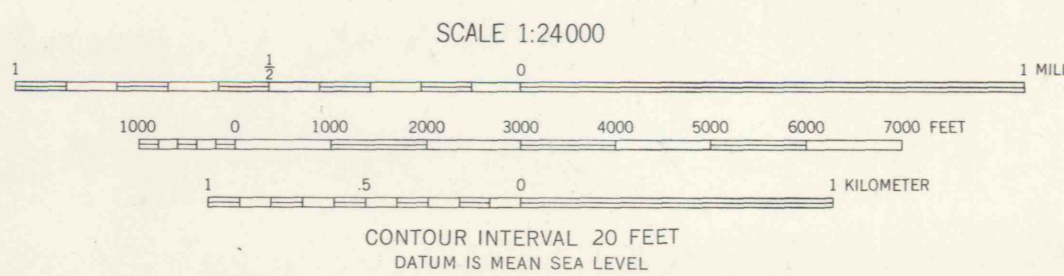 SCALE 1:24000
1 ½ 0 1 MILE
1000 0 1000 2000 3000 4000 5000 6000 7000 FEET
1 .5 0 1 KILOMETER
CONTOUR INTERVAL 20 FEET
DATUM IS MEAN SEA LEVEL